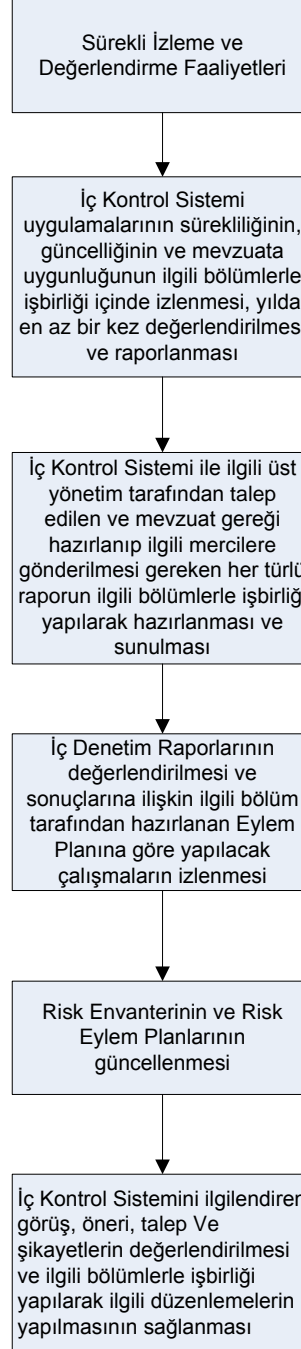 Sürekli İzleme ve
Değerlendirme Faaliyetleri
İç Kontrol Sistemi
uygulamalarının sürekliliğinin,
güncelliğinin ve mevzuata
uygunluğunun ilgili bölümlerle
işbirliği içinde izlenmesi, yılda
en az bir kez değerlendirilmes
ve raporlanması
İç Kontrol Sistemi ile ilgili üst
yönetim tarafından talep
edilen ve mevzuat gereği
hazırlanıp ilgili mercilere
gönderilmesi gereken her türlü
raporun ilgili bölümlerle işbirliğ
yapılarak hazırlanması ve
sunulması
İç Denetim Raporlarının
değerlendirilmesi ve
sonuçlarına ilişkin ilgili bölüm
tarafından hazırlanan Eylem
Planına göre yapılacak
çalışmaların izlenmesi
Risk Envanterinin ve Risk
Eylem Planlarının
güncellenmesi
İç Kontrol Sistemini ilgilendiren
görüş, öneri, talep Ve
şikayetlerin değerlendirilmesi
ve ilgili bölümlerle işbirliği
yapılarak ilgili düzenlemelerin
yapılmasının sağlanması